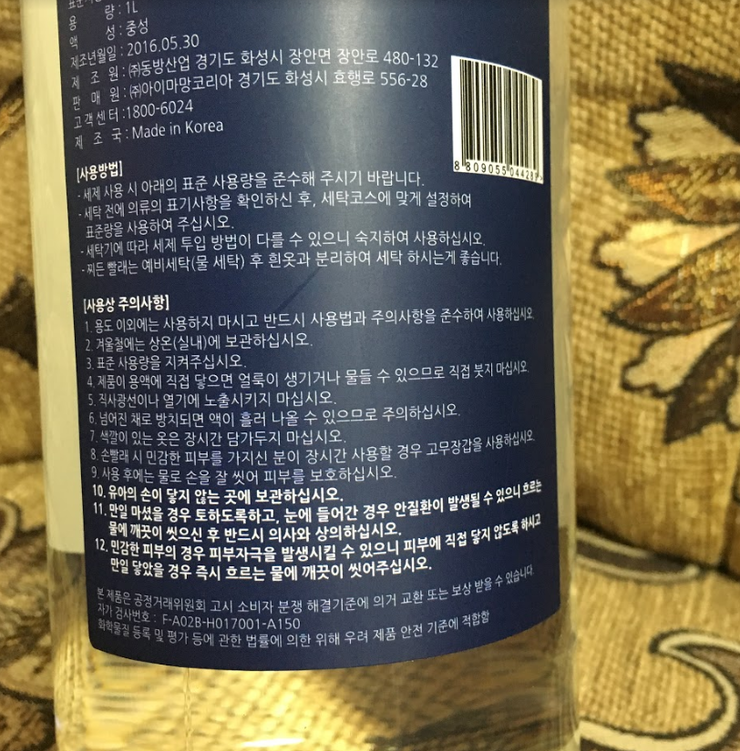 용 량 : 1L
액 성 : 중성
제조년월일 : 2016.05.30
제 조 원 : ㈜동방산업 경기도 화성시 장안면 장안로 480-132
판 매 원 : ㈜아이마망코리아 경기도 화성시 효행로 556-28
고객센터 : 1800-6024
제 조 국 : Made in Korea
[사용방법]
- 세제 사용 시 아래의 표준 사용량을 준수해 주시기 바랍니다.
- 세탁 전에 의류의 표기사항을 확인하신 후, 세탁코스에 맞게 설정하여
표준량을 사용하여 주십시오.
- 세탁기에 따라 세제 투입 방법이 다를 수 있으니 숙지하여 사용하십시오.
- 찌든 빨래는 예비세탁(물 세탁) 후 흰옷과 분리하여 세탁 하시는게 좋습니다.
[사용상 주의사항]
1. 용도 이외에는 사용하지 마시고 반드시 사용법과 주의사항을 준수하여 사용하십시오.
2. 겨울철에는 상온(실내)에 보관하십시오.
3. 표준 사용량을 지켜주십시오.
4. 제품이 용액에 직접 닿으면 얼룩이 생기거나 물들 수 있으므로 직접 붓지 마십시오.
5. 직사광선이나 열기에 노출시키지 마십시오.
6. 넘어진 채로 방치되면 액이 흘러 나올 수 있으므로 주의하십시오.
7. 색깔이 있는 옷은 장시간 담가두지 마십시오.
8. 손빨래 시 민감한 피부를 가지신 분이 장시간 사용할 경우 고무장갑을 사용하십시오.
9. 사용 후에는 물로 손을 잘 씻어 피부를 보호하십시오.
10. 유아의 손이 닿지 않는 곳에 보관하십시오.
11. 만일 마셨을 경우 토하도록하고, 눈에 들어간 경우 안질환이 발생될 수 있으니 흐르는
물에 깨끗이 씻으신 후 반드시 의사와 상의하십시오.
12. 민감한 피부의 경우 피부자극을 발생시킬 수 있으니 피부에 직접 닿지 않도록 하시고
만일 닿았을 경우 즉시 흐르는 물에 깨끗이 씻어주십시오.
본 제품은 공정거래위원회 고시 소비자 분쟁 해결기준에 의거 교환 또는 보상 받을 수 있습니다.
자가 검사번호 : F-A02B-H017001-A150
화학물질 등록 및 평가 등에 관한 법률에 의한 위해 우려 제품 안전 기준에 적합함